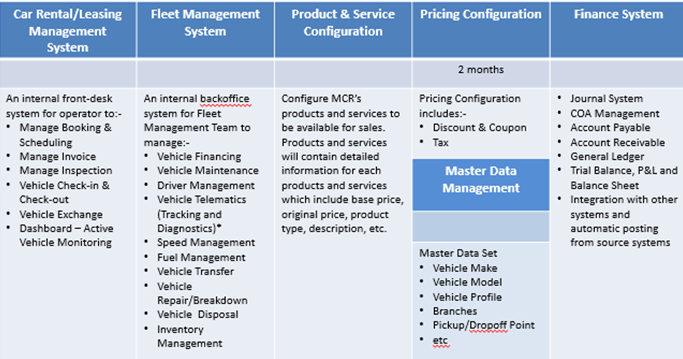 Car Rental/Leasing
Management
System
Fleet Management
System
Product & Service
Configuration
Pricing Configuration
Finance System
2 months
An internal front-desk
system for operator to:-
• Manage Booking &
Scheduling
• Manage Invoice
• Manage Inspection
• Vehicle Check-in &
Check-out
• Vehicle Exchange
• Dashboard – Active
Vehicle Monitoring
An internal backoffice
system for Fleet
Management Team to
manage:-
• Vehicle Financing
• Vehicle Maintenance
• Driver Management
• Vehicle Telematics
(Tracking and
Diagnostics)*
• Speed Management
• Fuel Management
• Vehicle Transfer
• Vehicle
Repair/Breakdown
• Vehicle Disposal
• Inventory
Management
Configure MCR's
products and services to
be available for sales.
Products and services
will contain detailed
information for each
products and services
which include base price,
original price, product
type, description, etc.
Pricing Configuration
includes:-
• Discount & Coupon
• Tax
Master Data
Management
Master Data Set
• Vehicle Make
• Vehicle Model
• Vehicle Profile
• Branches
• Pickup/Dropoff Point
• etc
• Journal System
• COA Management
• Account Payable
• Account Receivable
• General Ledger
• Trial Balance, P&L and
Balance Sheet
• Integration with other
systems and
automatic posting
from source systems